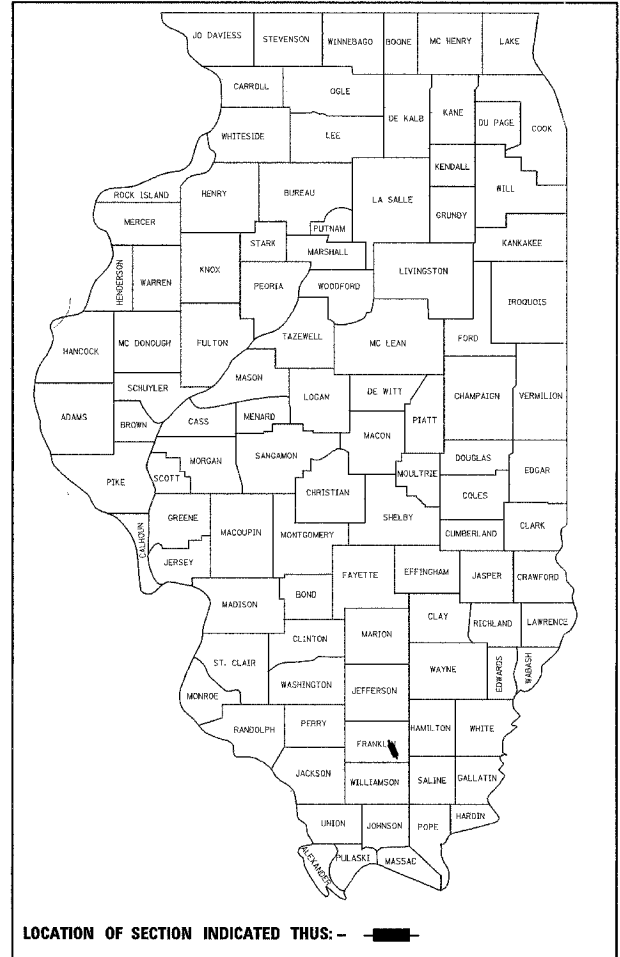 JO DAVIESS STEVENSON WINNEBAGO BOONE MC HENRY LAKE
CARROLL OGLE
DE KALB KANE DU PAGE COOK
WHITESIDE LEE
KENDALL WILL
ROCK ISLAND HENRY BUREAU LA SALLE
MERCER GRUNDY
PUTNAM
STARK MARSHALL KANKAKEE
HENDERSON WARREN KNOX PEORIA WOODFORD LIVINGSTON
IROQUOIS
HANCOCK MC DONOUGH FULTON TAZEWELL MC LEAN FORD
MASON
SCHUYLER LOGAN DE WITT CHAMPAIGN VERMILION
ADAMS BROWN CASS MENARD PIATT
MACON
PIKE SCOTT MORGAN SANGAMON MOULTRIE DOUGLAS EDGAR
CHRISTIAN COLES
CALHOUN GREENE MACOUPIN MONTGOMERY SHELBY CUMBERLAND CLARK
JERSEY
FAYETTE EFFINGHAM JASPER CRAWFORD
MADISON BOND
CLINTON MARION CLAY RICHLAND LAWRENCE
ST. CLAIR WAYNE EDWARDS WABASH
WASHINGTON JEFFERSON
MONROE
RANDOLPH PERRY HAMILTON WHITE
FRANKLIN
JACKSON WILLIAMSON SALINE GALLATIN
UNION JOHNSON POPE HARDIN
ALEXANDER PULASKI MASSAC
LOCATION OF SECTION INDICATED THUS: -